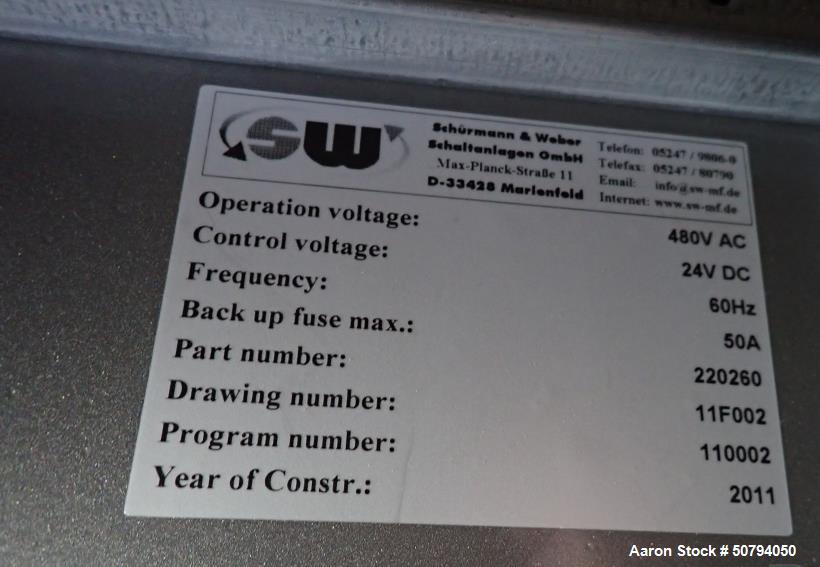 SW
Schürmann & Weber
Schaltanlagen GmbH
Max-Planck-Straße 11
D-33428 Marienfeld
Telefon: 05247 / 9806-0
Telefax: 05247 / 80790
Email: info@sw-mf.de
Internet: www.sw-mf.de
Operation voltage: 480V AC
Control voltage: 24V DC
Frequency: 60Hz
Back up fuse max.: 50A
Part number: 220260
Drawing number: 11F002
Program number: 110002
Year of Constr.: 2011
Aaron Stock # 50794050